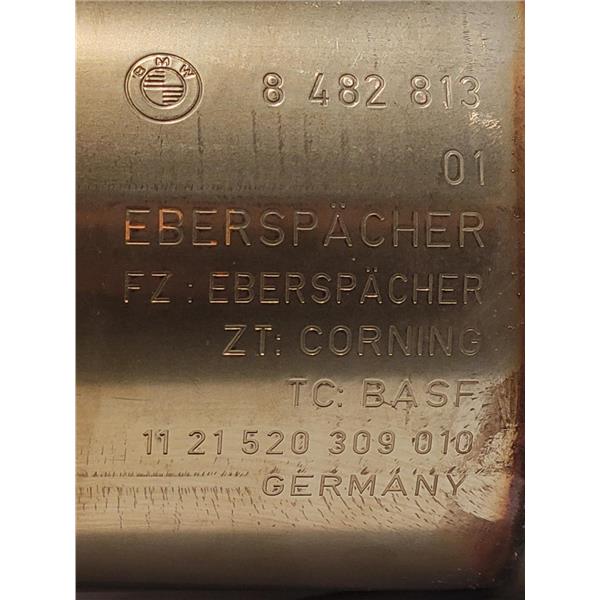 BMW 8 482 813
01
EBERSPÄCHER
FZ : EBERSPÄCHER
ZT: CORNING
TC: BASF
11 21 520 309 010
GERMANY